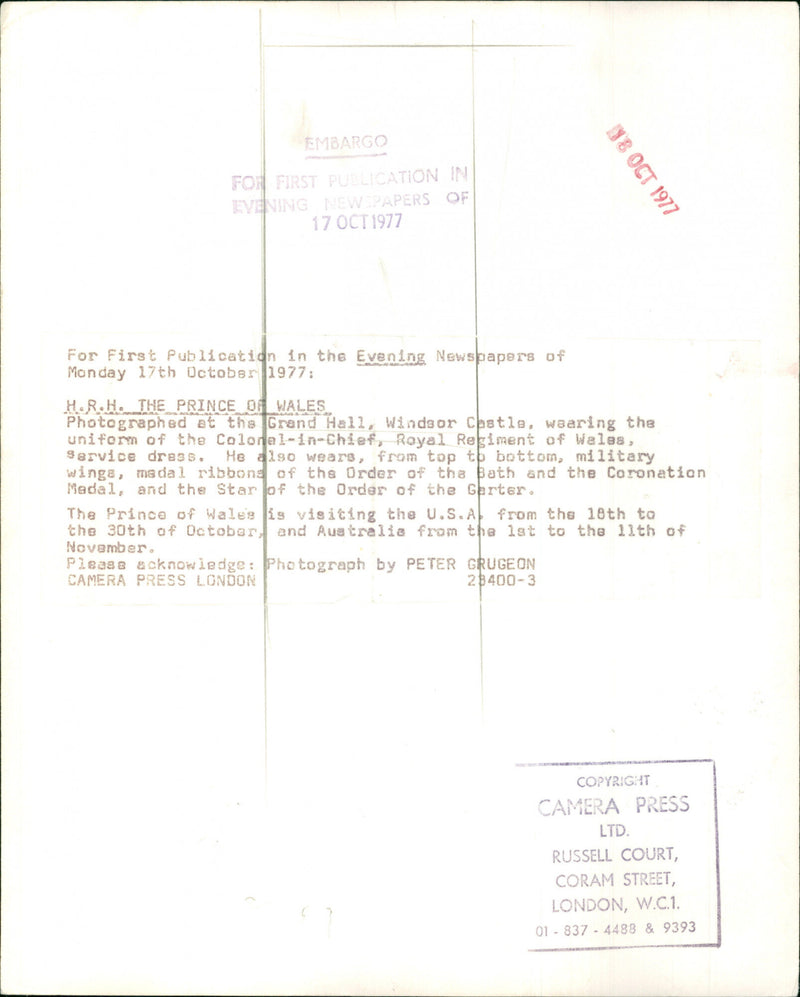 EMBARGO
FOR FIRST PUBLICATION IN
EVENING NEWSPAPERS OF
17 OCT 1977
18 OCT 1977
For First Publication in the Evening Newspapers of
Monday 17th October 1977:
H.R.H. THE PRINCE OF WALES
Photographed at the Grand Hall, Windsor Castle, wearing the
uniform of the Colonel-in-Chief, Royal Regiment of Wales,
service dress. He also wears, from top to bottom, military
wings, medal ribbons of the Order of the Bath and the Coronation
Medal, and the Star of the Order of the Garter.
The Prince of Wales is visiting the U.S.A. from the 18th to
the 30th of October, and Australia from the 1st to the 11th of
November.
Please acknowledge: Photograph by PETER GRUGEON
CAMERA PRESS LONDON 23400-3
COPYRIGHT
CAMERA PRESS
LTD.
RUSSELL COURT,
CORAM STREET,
LONDON, W.C.1.
01 - 837 - 4488 & 9393